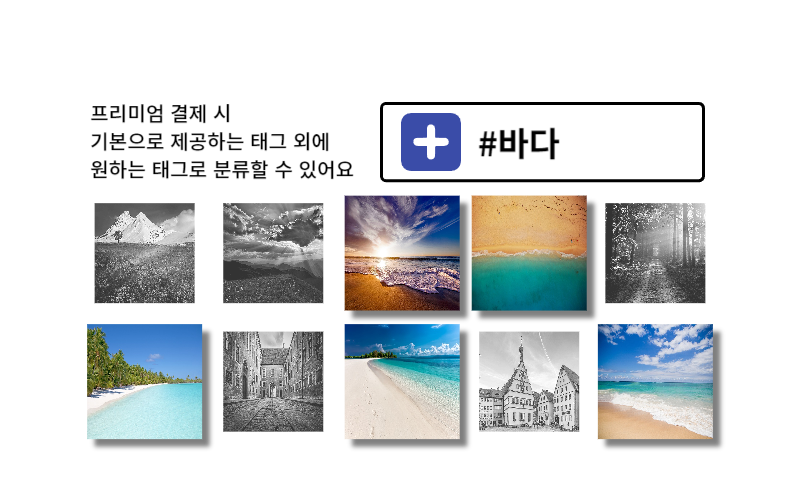 프리미엄 결제 시
기본으로 제공하는 태그 외에
원하는 태그로 분류할 수 있어요
#바다